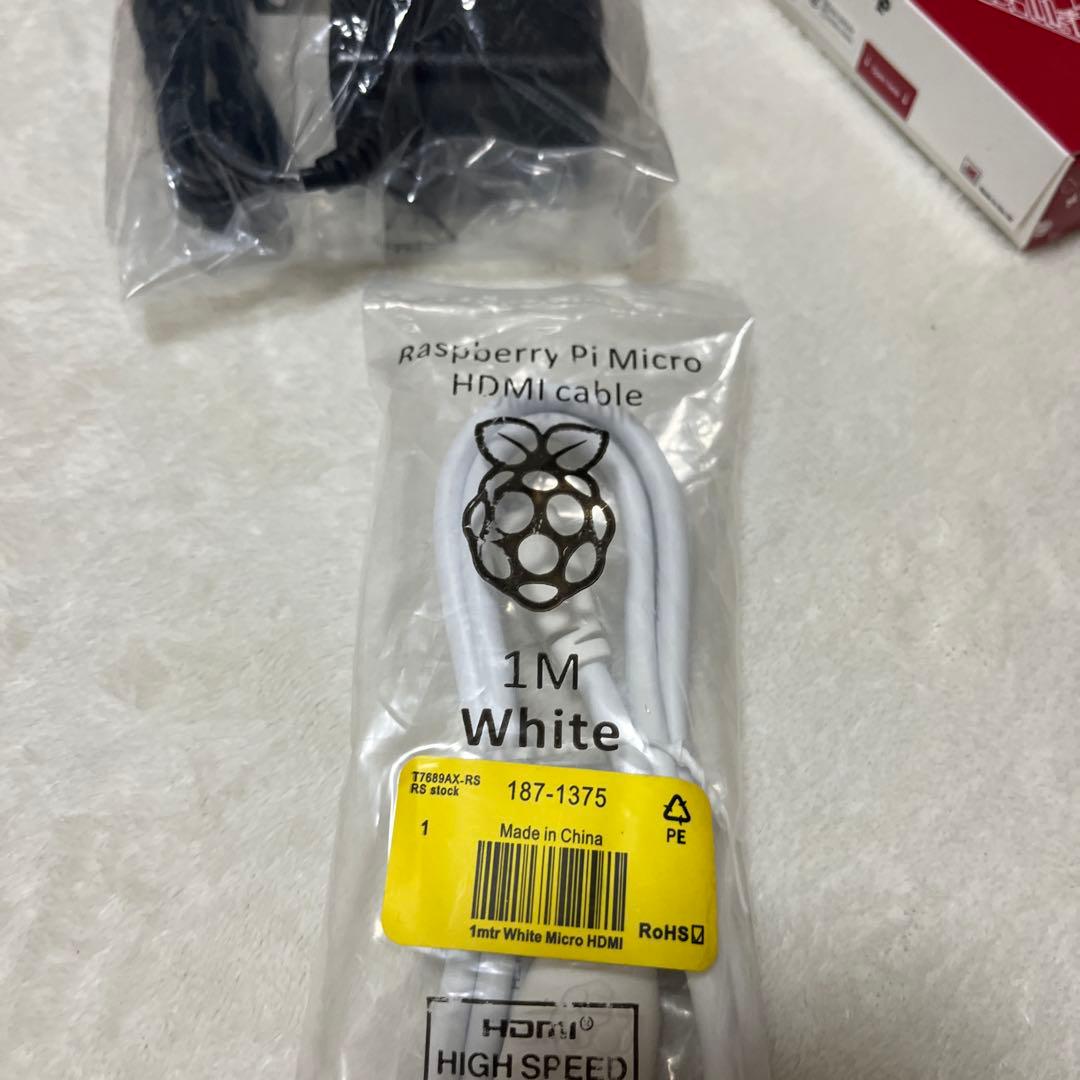 Raspberry Pi Micro
HDMI cable
1M
White
T7689AX-RS
RS stock
187-1375
1
Made in China
PE
1mtr White Micro HDMI
RoHS
HDMI
HIGH SPEED